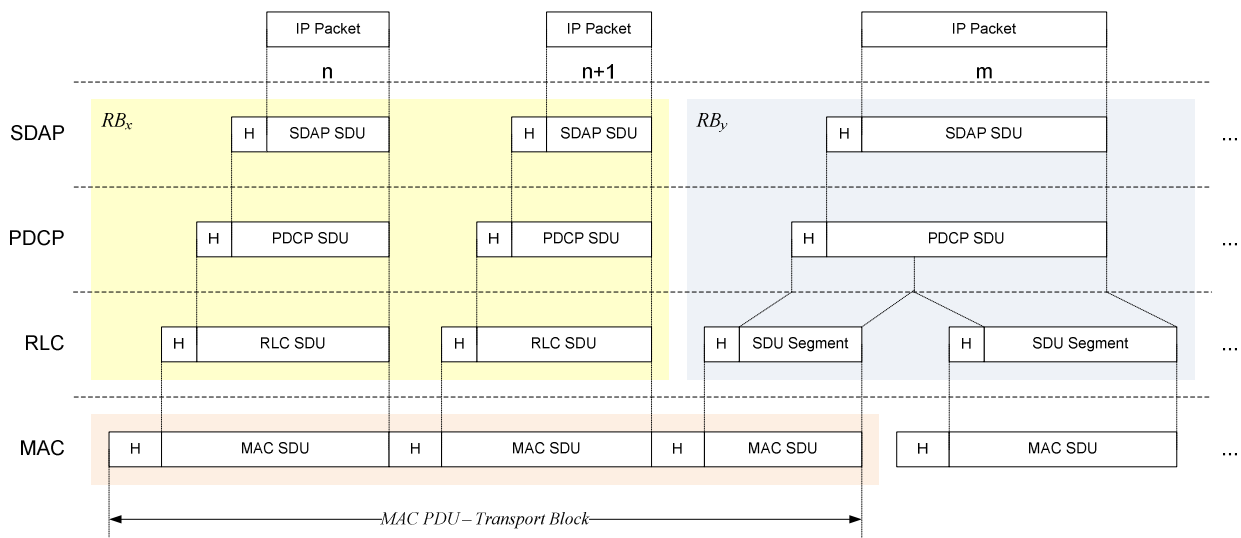 IP Packet IP Packet IP Packet
n n+1 m
RBx RBy
SDAP H SDAP SDU H SDAP SDU H SDAP SDU ...
PDCP H PDCP SDU H PDCP SDU H PDCP SDU ...
RLC H RLC SDU H RLC SDU H SDU Segment H SDU Segment ...
MAC H MAC SDU H MAC SDU H MAC SDU H MAC SDU ...
MAC PDU – Transport Block